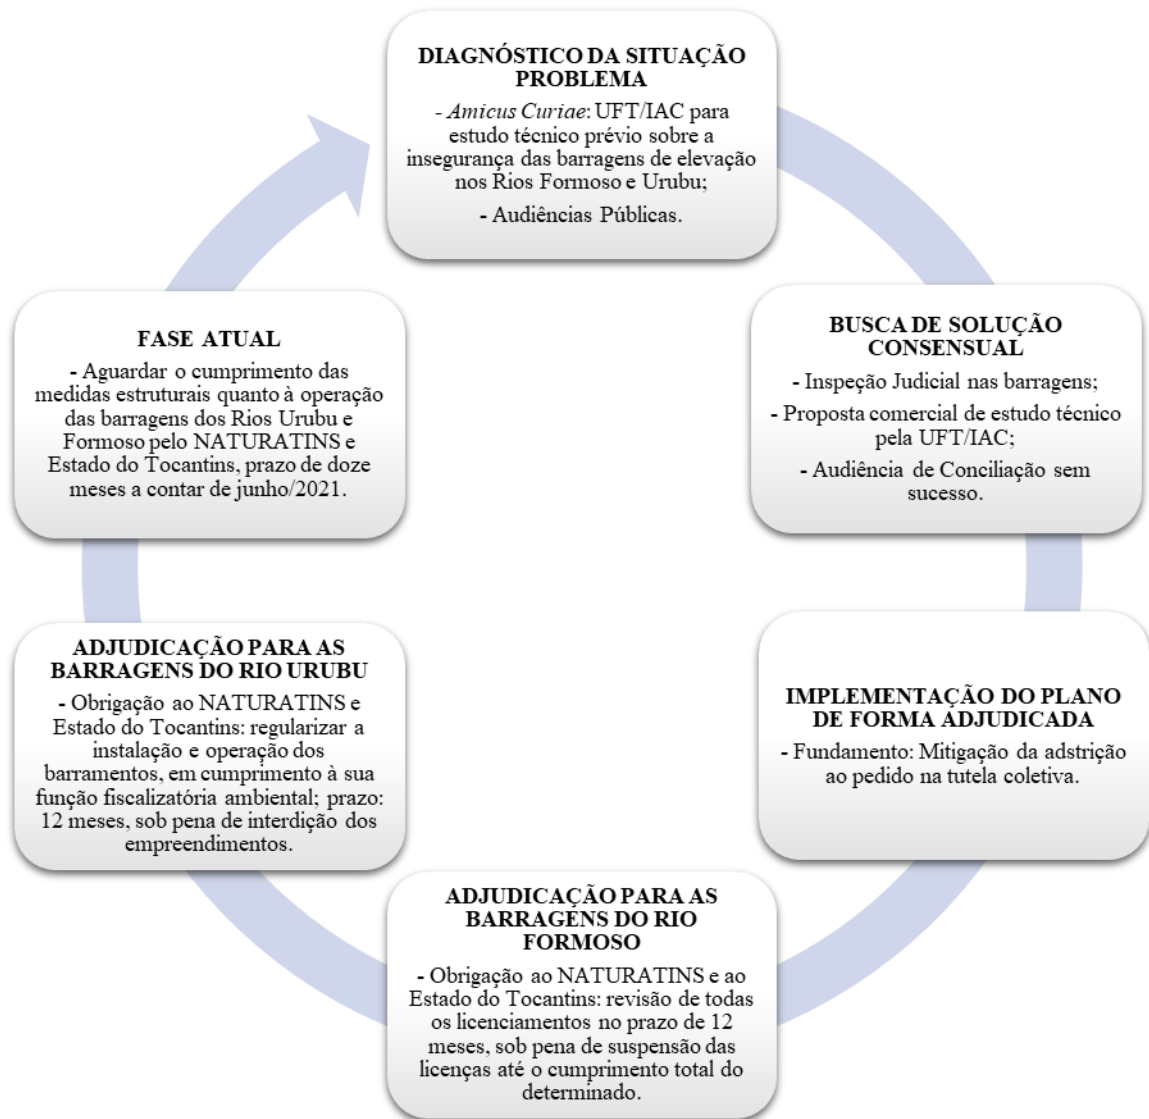 DIAGNÓSTICO DA SITUAÇÃO
PROBLEMA
- Amicus Curiae: UFT/IAC para
estudo técnico prévio sobre a
insegurança das barragens de elevação
nos Rios Formoso e Urubu;
- Audiências Públicas.
BUSCA DE SOLUÇÃO
CONSENSUAL
- Inspeção Judicial nas barragens;
- Proposta comercial de estudo técnico
pela UFT/IAC;
- Audiência de Conciliação sem
sucesso.
IMPLEMENTAÇÃO DO PLANO
DE FORMA ADJUDICADA
- Fundamento: Mitigação da adstrição
ao pedido na tutela coletiva.
ADJUDICAÇÃO PARA AS
BARRAGENS DO RIO
FORMOSO
- Obrigação ao NATURATINS e ao
Estado do Tocantins: revisão de todas
os licenciamentos no prazo de 12
meses, sob pena de suspensão das
licenças até o cumprimento total do
determinado.
ADJUDICAÇÃO PARA AS
BARRAGENS DO RIO URUBU
- Obrigação ao NATURATINS e
Estado do Tocantins: regularizar a
instalação e operação dos
barramentos, em cumprimento à sua
função fiscalizatória ambiental; prazo:
12 meses, sob pena de interdição dos
empreendimentos.
FASE ATUAL
- Aguardar o cumprimento das
medidas estruturais quanto à operação
das barragens dos Rios Urubu e
Formoso pelo NATURATINS e
Estado do Tocantins, prazo de doze
meses a contar de junho/2021.